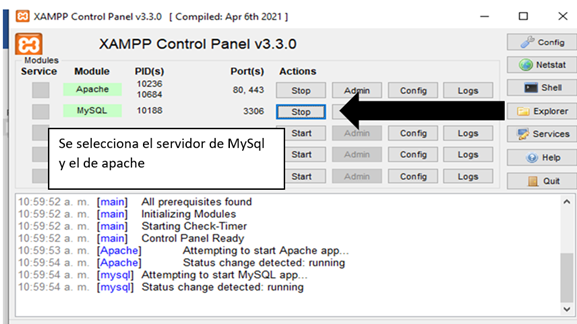 XAMPP Control Panel v3.3.0 [ Compiled: Apr 6th 2021 ]
XAMPP Control Panel v3.3.0
Config
Modules
Service Module PID(s) Port(s) Actions
Netstat
Apache 10236 10684 80, 443 Stop Admin Config Logs
Shell
MySQL 10188 3306 Stop
Explorer
Start Admin Config Logs
Services
Se selecciona el servidor de MySql
y el de apache
Start Admin Config Logs
Help
Start Admin Config Logs
Quit
10:59:52 a. m. [main] All prerequisites found
10:59:52 a. m. [main] Initializing Modules
10:59:52 a. m. [main] Starting Check-Timer
10:59:52 a. m. [main] Control Panel Ready
10:59:53 a. m. [Apache] Attempting to start Apache app...
10:59:54 a. m. [Apache] Status change detected: running
10:59:54 a. m. [mysql] Attempting to start MySQL app...
10:59:54 a. m. [mysql] Status change detected: running